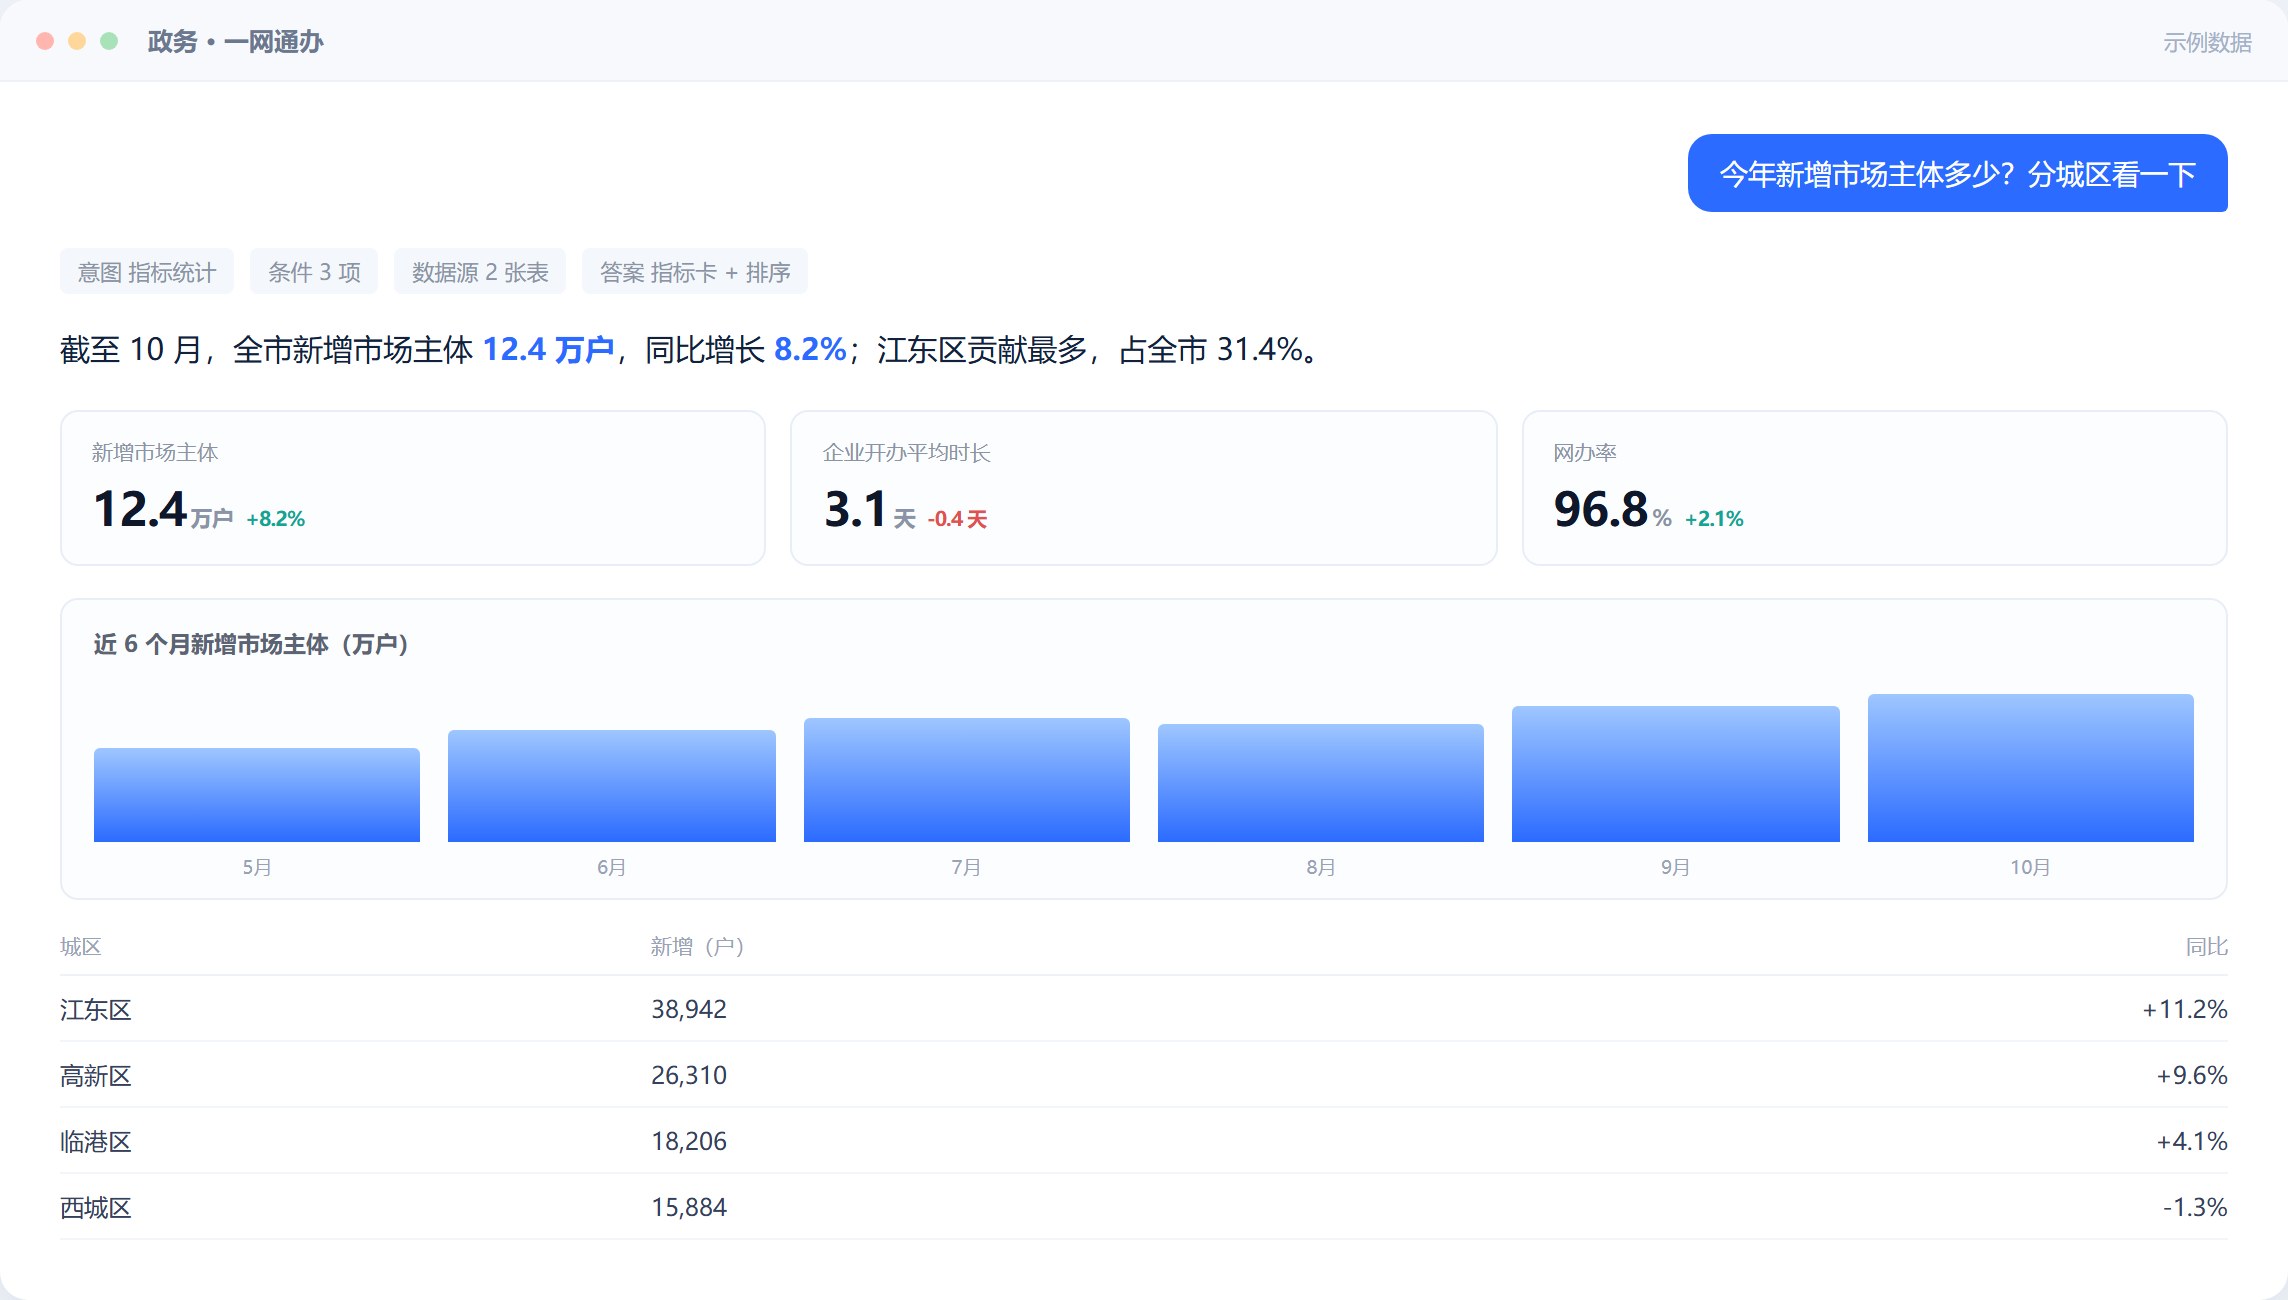 政务・一网通办
示例数据
今年新增市场主体多少？分城区看一下
意图 指标统计 条件 3 项 数据源 2 张表 答案 指标卡 + 排序
截至 10 月，全市新增市场主体 12.4 万户，同比增长 8.2%；江东区贡献最多，占全市 31.4%。
新增市场主体
12.4万户 +8.2%
企业开办平均时长
3.1天 -0.4 天
网办率
96.8% +2.1%
近 6 个月新增市场主体（万户）
5月 6月 7月 8月 9月 10月
城区 新增（户） 同比
江东区 38,942 +11.2%
高新区 26,310 +9.6%
临港区 18,206 +4.1%
西城区 15,884 -1.3%